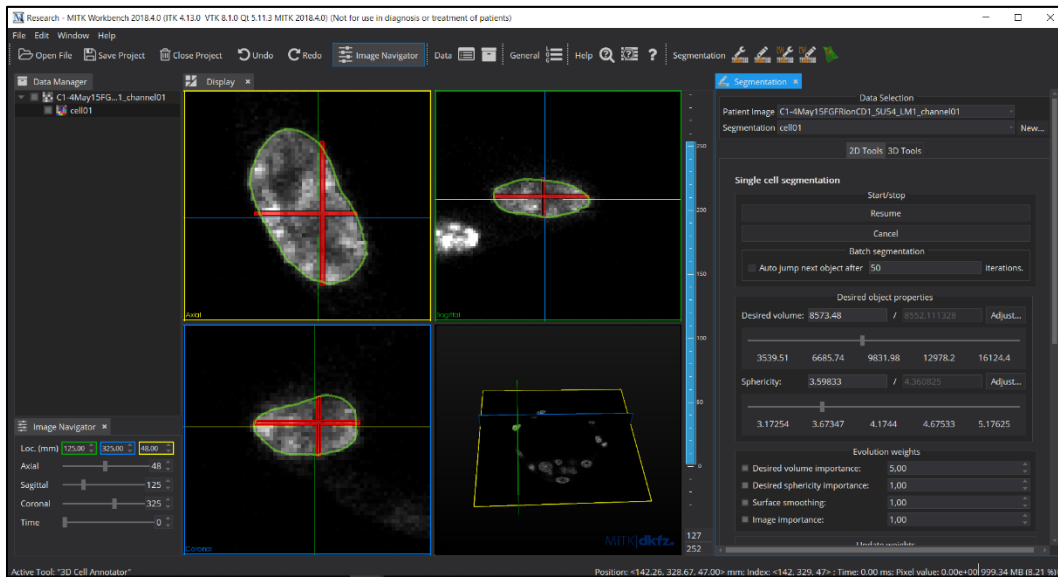 Research - MITK Workbench 2018.4.0 (ITK 4.13.0 VTK 8.1.0 Qt 5.11.3 MITK 2018.4.0) (Not for use in diagnosis or treatment of patients)
File Edit Window Help
Open File Save Project Close Project Undo Redo Image Navigator Data General Help Segmentation
Data Manager
C1-4May15FG...1_channel01
cell01
Display
Axial
Sagittal
Coronal
MITK dkfz.
250
200
150
100
50
0
127
252
Image Navigator
Loc. (mm) 125,00 325,00 48,00
Axial 48
Sagittal 125
Coronal 325
Time 0
Segmentation
Data Selection
Patient Image C1-4May15FGFRionCD1_SU54_LM1_channel01
Segmentation cell01 New...
2D Tools 3D Tools
Single cell segmentation
Start/stop
Resume
Cancel
Batch segmentation
Auto jump next object after 50 iterations.
Desired object properties
Desired volume: 8573.48 / 8552.111328 Adjust...
3539.51 6685.74 9831.98 12978.2 16124.4
Sphericity: 3.59833 / 4.360825 Adjust...
3.17254 3.67347 4.1744 4.67533 5.17625
Evolution weights
Desired volume importance: 5,00
Desired sphericity importance: 1,00
Surface smoothing: 1,00
Image importance: 1,00
Update weights
Active Tool: "3D Cell Annotator"
Position: <142.26, 328.67, 47.00> mm; Index: <142, 329, 47> ; Time: 0.00 ms; Pixel value: 0.00e+00 999.34 MB (8.21 %)